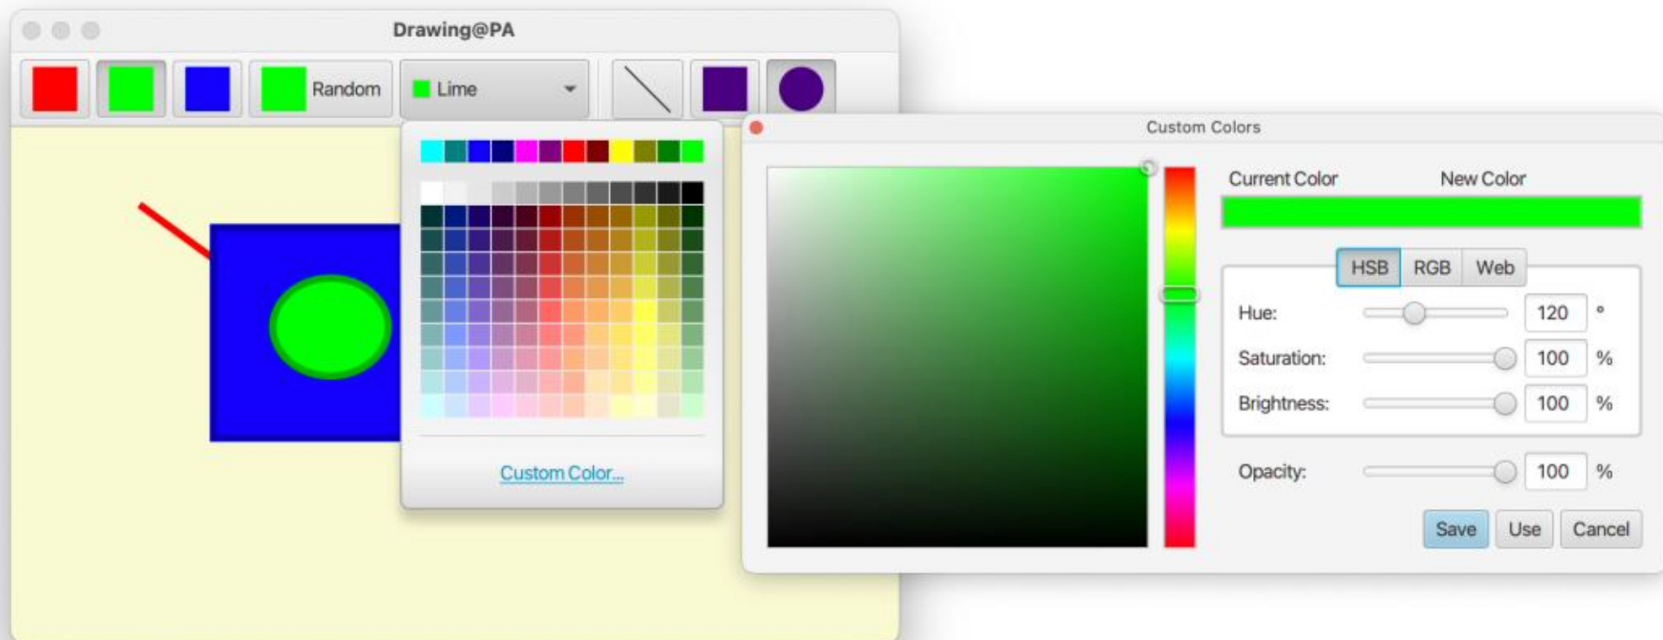 Drawing@PA
Random
Lime
Custom Color...
Custom Colors
Current Color New Color
HSB RGB Web
Hue: 120 °
Saturation: 100 %
Brightness: 100 %
Opacity: 100 %
Save Use Cancel